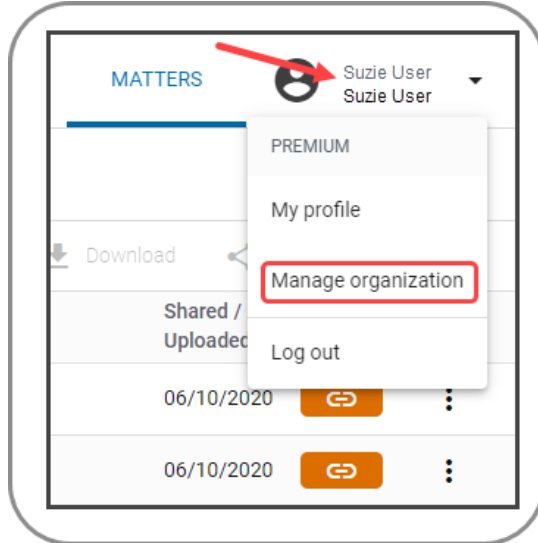 MATTERS
Suzie User
Suzie User
PREMIUM
My profile
Download
Manage organization
Shared /
Uploaded
Log out
06/10/2020
06/10/2020